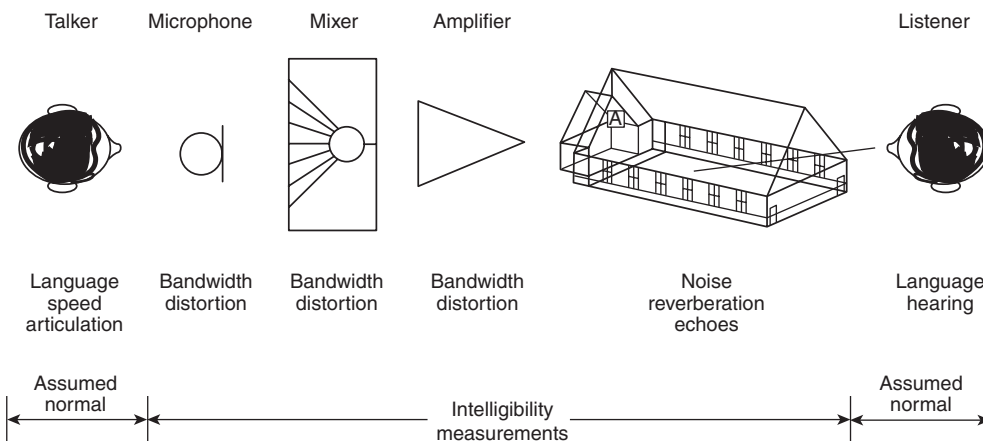 Talker
Microphone
Mixer
Amplifier
Listener
A
Language
speed
articulation
Bandwidth
distortion
Bandwidth
distortion
Bandwidth
distortion
Noise
reverberation
echoes
Language
hearing
Assumed
normal
Intelligibility
measurements
Assumed
normal